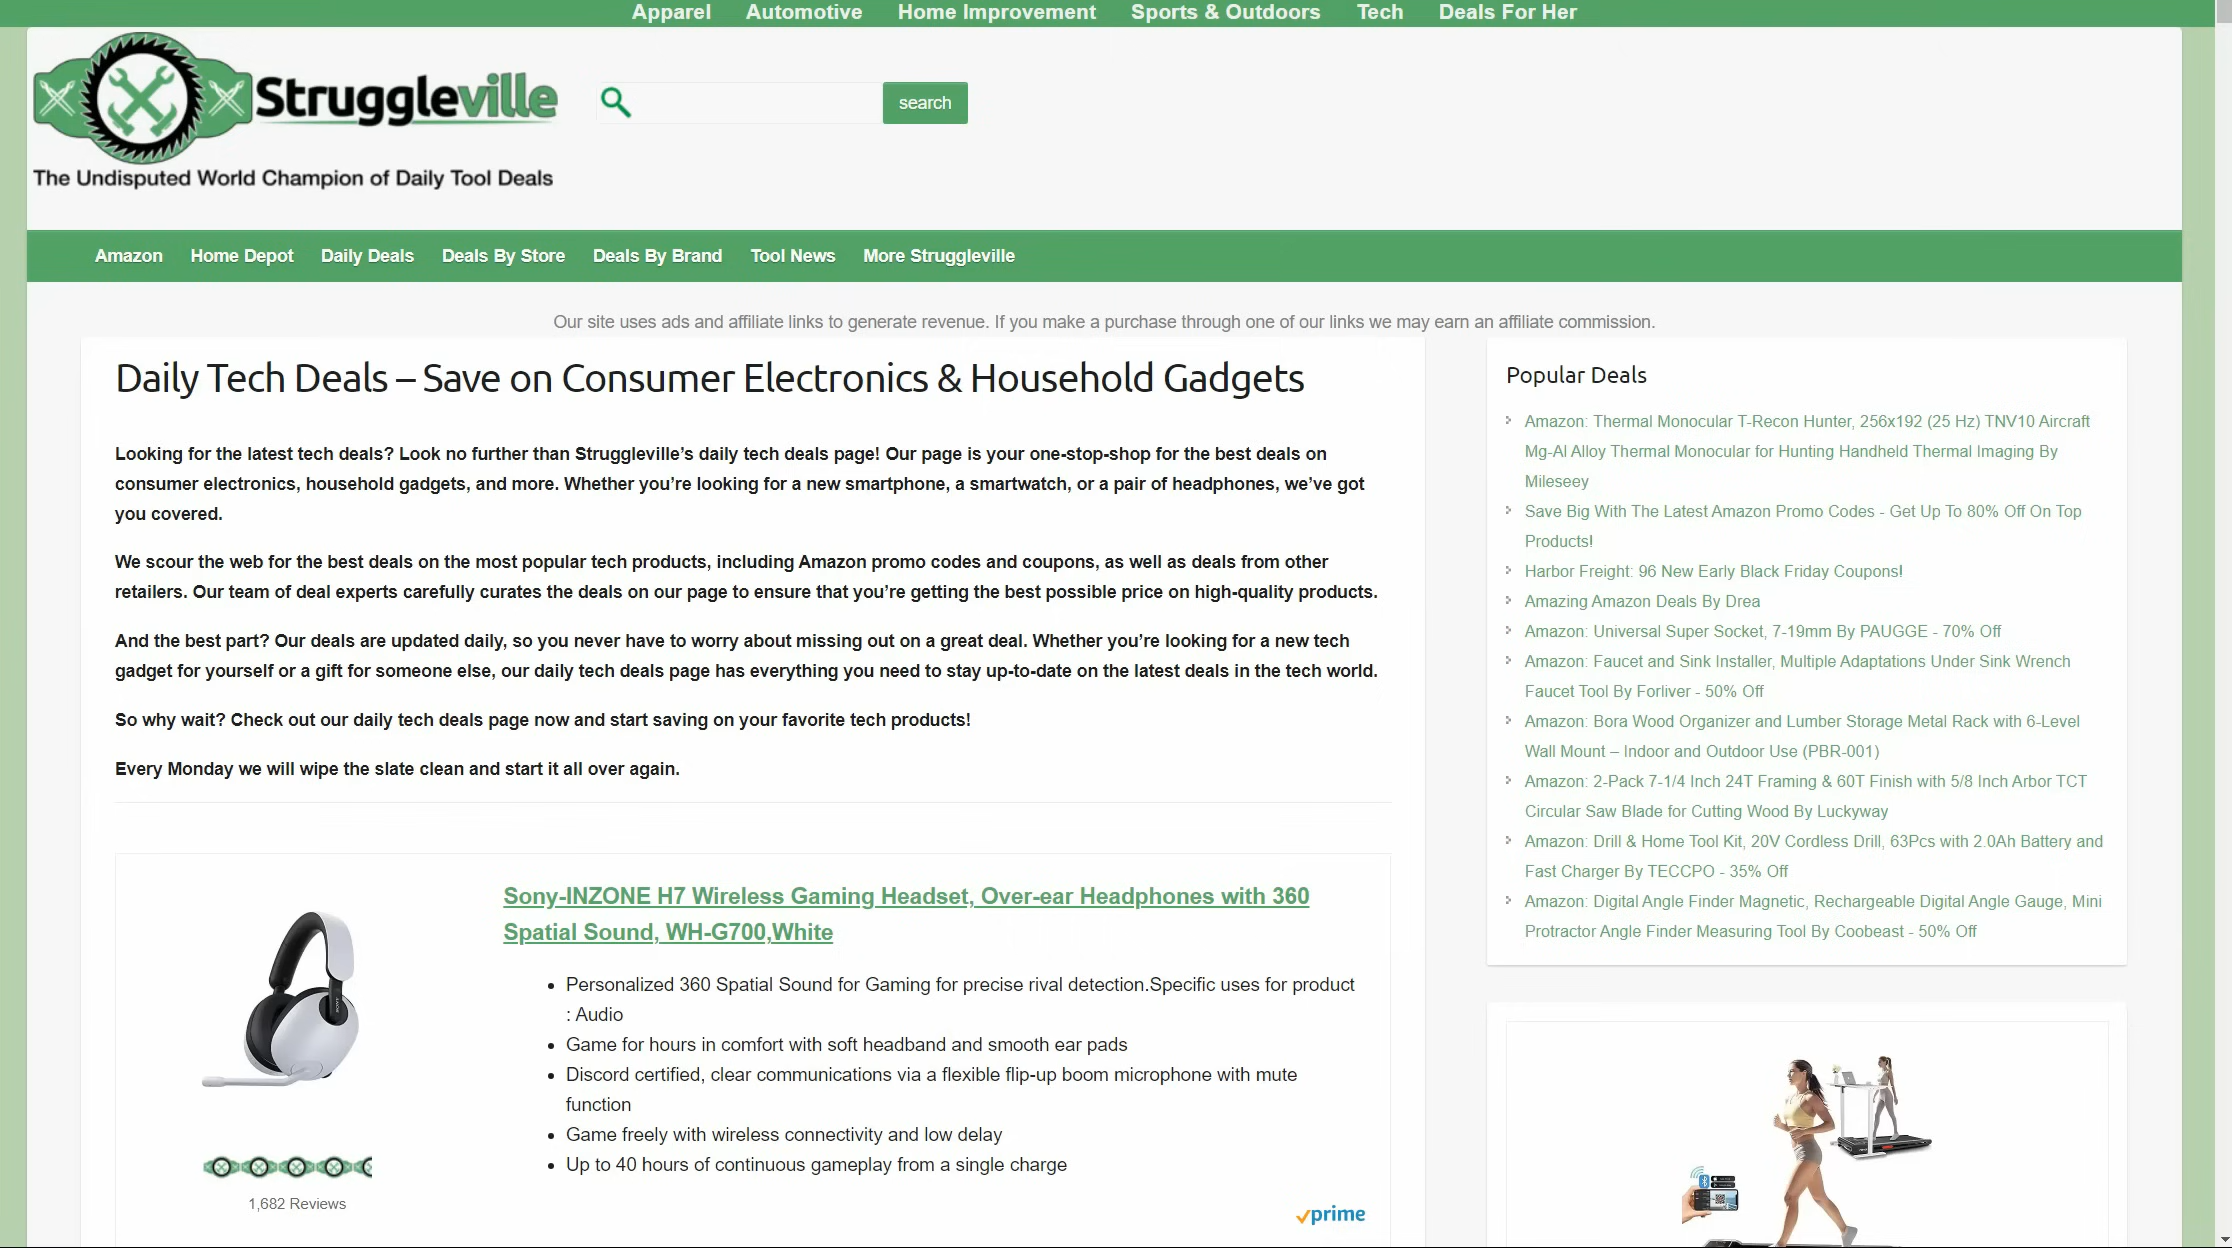 Apparel Automotive Home Improvement Sports & Outdoors Tech Deals For Her
Struggleville
The Undisputed World Champion of Daily Tool Deals
search
Amazon Home Depot Daily Deals Deals By Store Deals By Brand Tool News More Struggleville
Our site uses ads and affiliate links to generate revenue. If you make a purchase through one of our links we may earn an affiliate commission.
Daily Tech Deals – Save on Consumer Electronics & Household Gadgets
Looking for the latest tech deals? Look no further than Struggleville’s daily tech deals page! Our page is your one-stop-shop for the best deals on
consumer electronics, household gadgets, and more. Whether you’re looking for a new smartphone, a smartwatch, or a pair of headphones, we’ve got
you covered.
We scour the web for the best deals on the most popular tech products, including Amazon promo codes and coupons, as well as deals from other
retailers. Our team of deal experts carefully curates the deals on our page to ensure that you’re getting the best possible price on high-quality products.
And the best part? Our deals are updated daily, so you never have to worry about missing out on a great deal. Whether you’re looking for a new tech
gadget for yourself or a gift for someone else, our daily tech deals page has everything you need to stay up-to-date on the latest deals in the tech world.
So why wait? Check out our daily tech deals page now and start saving on your favorite tech products!
Every Monday we will wipe the slate clean and start it all over again.
Sony-INZONE H7 Wireless Gaming Headset, Over-ear Headphones with 360
Spatial Sound, WH-G700,White
Personalized 360 Spatial Sound for Gaming for precise rival detection.Specific uses for product
: Audio
Game for hours in comfort with soft headband and smooth ear pads
Discord certified, clear communications via a flexible flip-up boom microphone with mute
function
Game freely with wireless connectivity and low delay
Up to 40 hours of continuous gameplay from a single charge
1,682 Reviews
prime
Popular Deals
Amazon: Thermal Monocular T-Recon Hunter, 256x192 (25 Hz) TNV10 Aircraft
Mg-Al Alloy Thermal Monocular for Hunting Handheld Thermal Imaging By
Mileseey
Save Big With The Latest Amazon Promo Codes - Get Up To 80% Off On Top
Products!
Harbor Freight: 96 New Early Black Friday Coupons!
Amazing Amazon Deals By Drea
Amazon: Universal Super Socket, 7-19mm By PAUGGE - 70% Off
Amazon: Faucet and Sink Installer, Multiple Adaptations Under Sink Wrench
Faucet Tool By Forliver - 50% Off
Amazon: Bora Wood Organizer and Lumber Storage Metal Rack with 6-Level
Wall Mount – Indoor and Outdoor Use (PBR-001)
Amazon: 2-Pack 7-1/4 Inch 24T Framing & 60T Finish with 5/8 Inch Arbor TCT
Circular Saw Blade for Cutting Wood By Luckyway
Amazon: Drill & Home Tool Kit, 20V Cordless Drill, 63Pcs with 2.0Ah Battery and
Fast Charger By TECCPO - 35% Off
Amazon: Digital Angle Finder Magnetic, Rechargeable Digital Angle Gauge, Mini
Protractor Angle Finder Measuring Tool By Coobeast - 50% Off